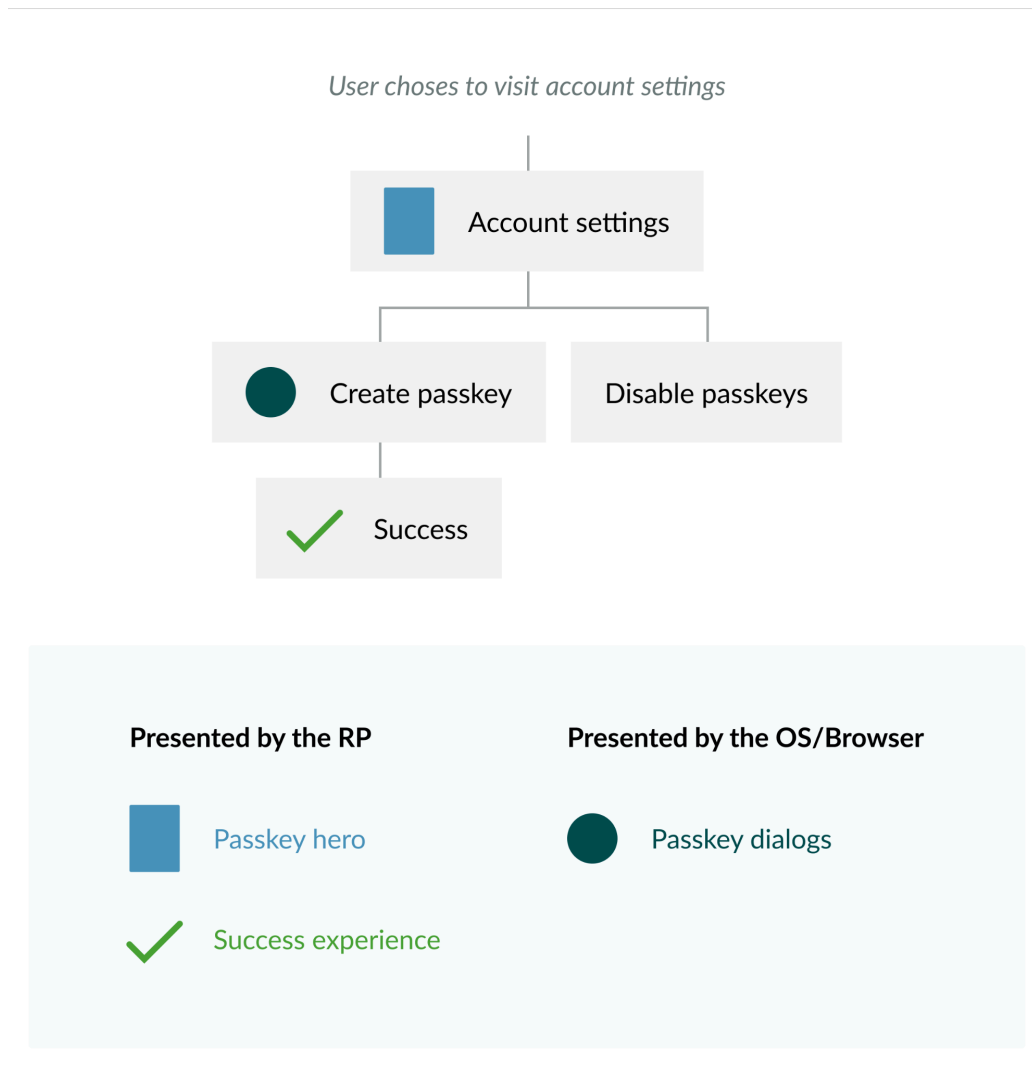 User choses to visit account settings
Account settings
Create passkey
Disable passkeys
Success
Presented by the RP
Presented by the OS/Browser
Passkey hero
Passkey dialogs
Success experience